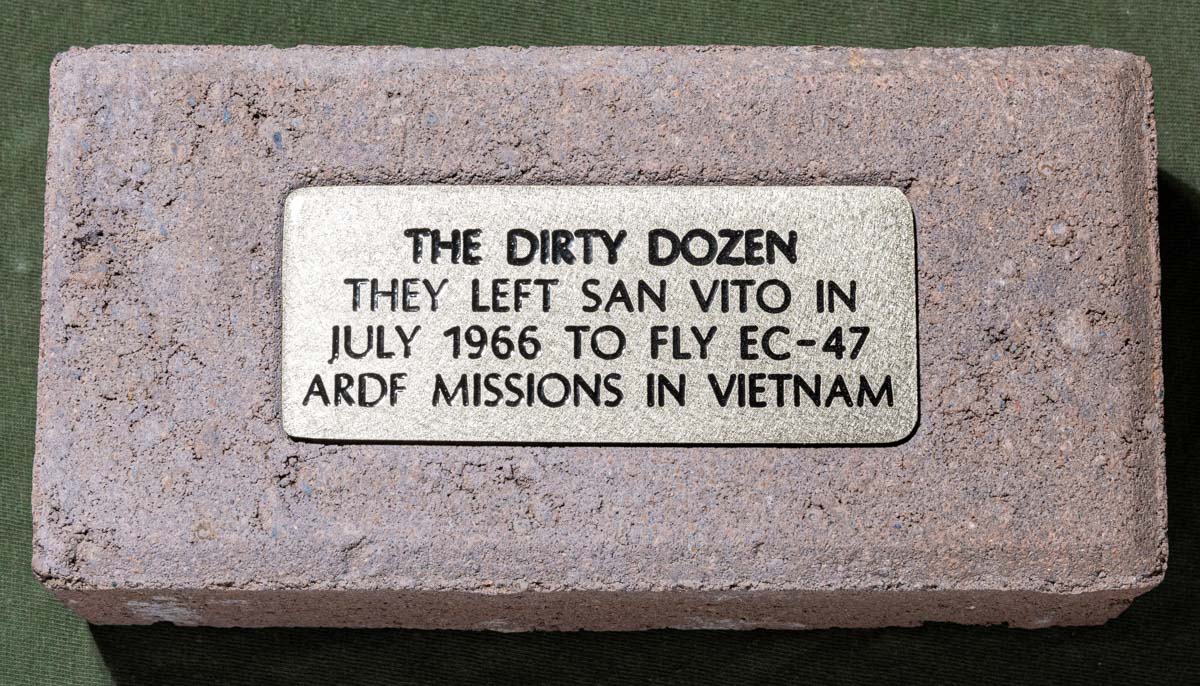 THE DIRTY DOZEN
THEY LEFT SAN VITO IN
JULY 1966 TO FLY EC-47
ARDF MISSIONS IN VIETNAM